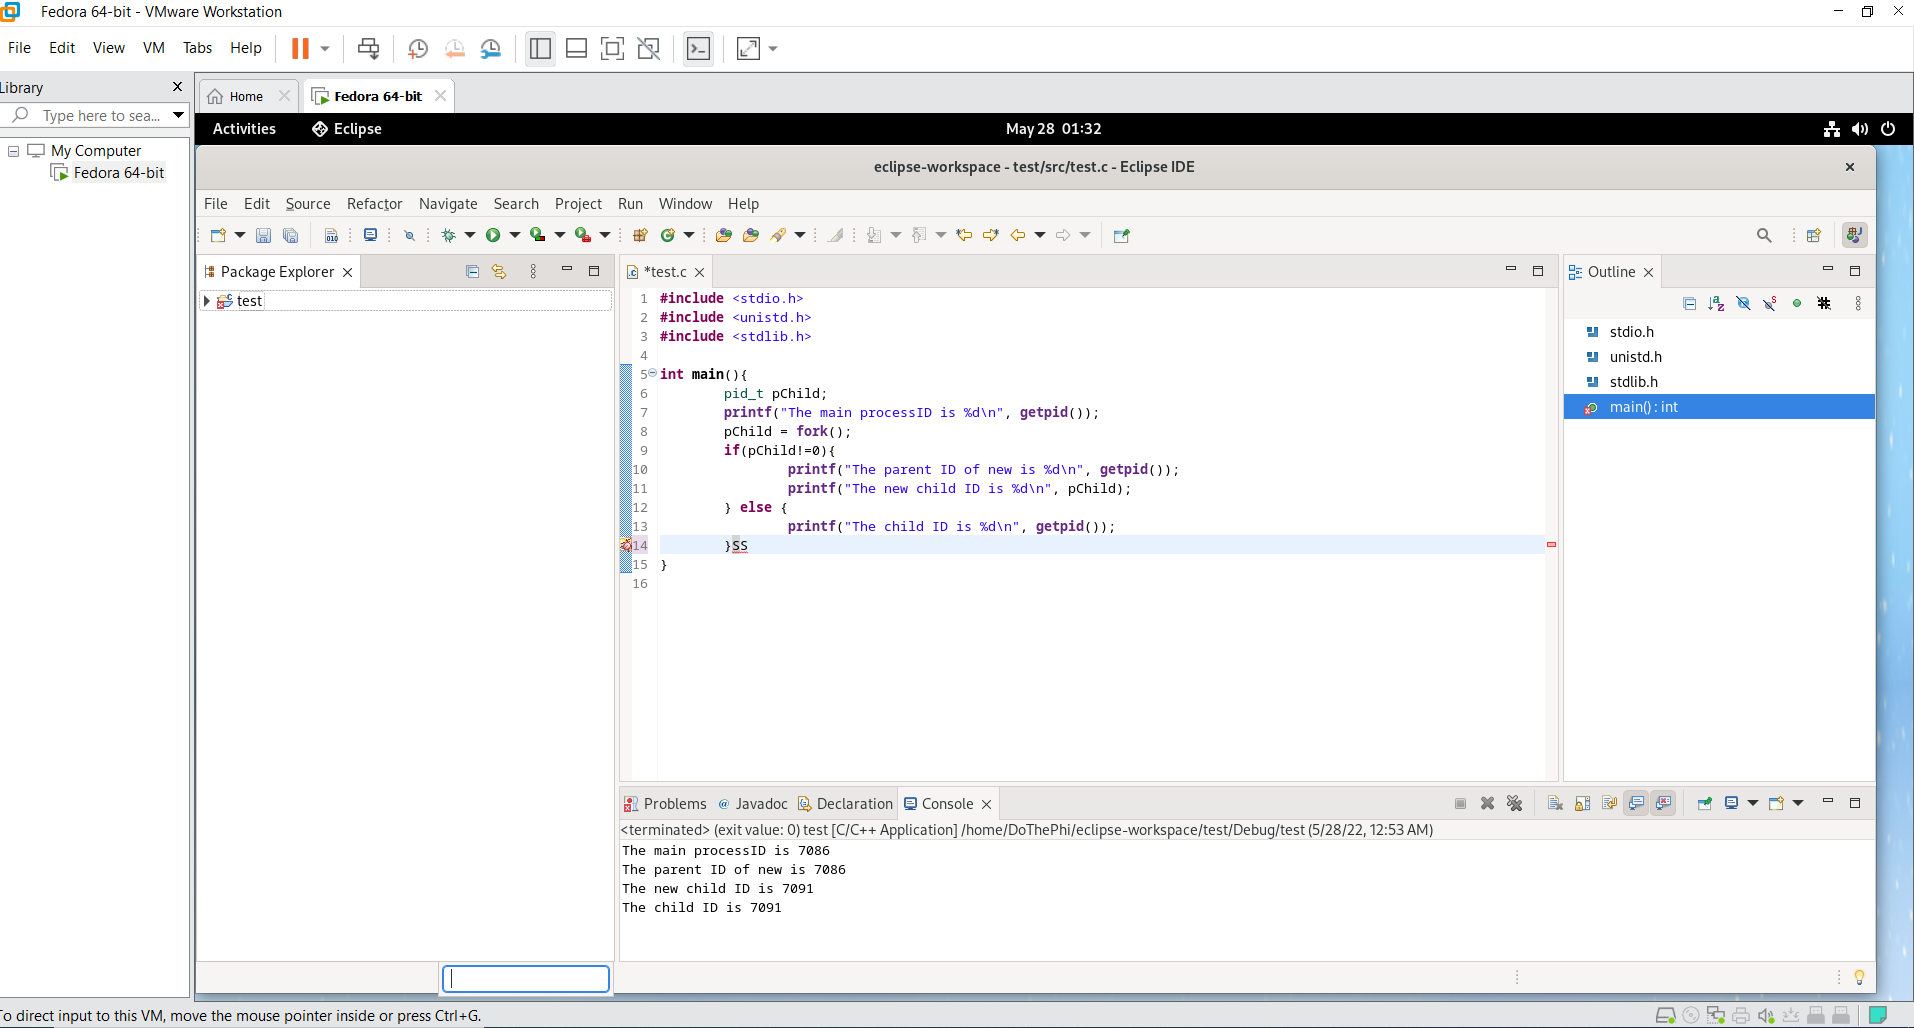 Fedora 64-bit - VMware Workstation
File Edit View VM Tabs Help
Library
Type here to sea...
My Computer
Fedora 64-bit
Home
Fedora 64-bit
Activities Eclipse May 28 01:32
eclipse-workspace - test/src/test.c - Eclipse IDE
File Edit Source Refactor Navigate Search Project Run Window Help
Package Explorer
test
*test.c
1 #include <stdio.h>
2 #include <unistd.h>
3 #include <stdlib.h>
4
5 int main(){
6 pid_t pChild;
7 printf("The main processID is %d\n", getpid());
8 pChild = fork();
9 if(pChild!=0){
10 printf("The parent ID of new is %d\n", getpid());
11 printf("The new child ID is %d\n", pChild);
12 } else {
13 printf("The child ID is %d\n", getpid());
14 }SS
15 }
16
Outline
stdio.h
unistd.h
stdlib.h
main() : int
Problems @ Javadoc Declaration Console
<terminated> (exit value: 0) test [C/C++ Application] /home/DoThePhi/eclipse-workspace/test/Debug/test (5/28/22, 12:53 AM)
The main processID is 7086
The parent ID of new is 7086
The new child ID is 7091
The child ID is 7091
To direct input to this VM, move the mouse pointer inside or press Ctrl+G.